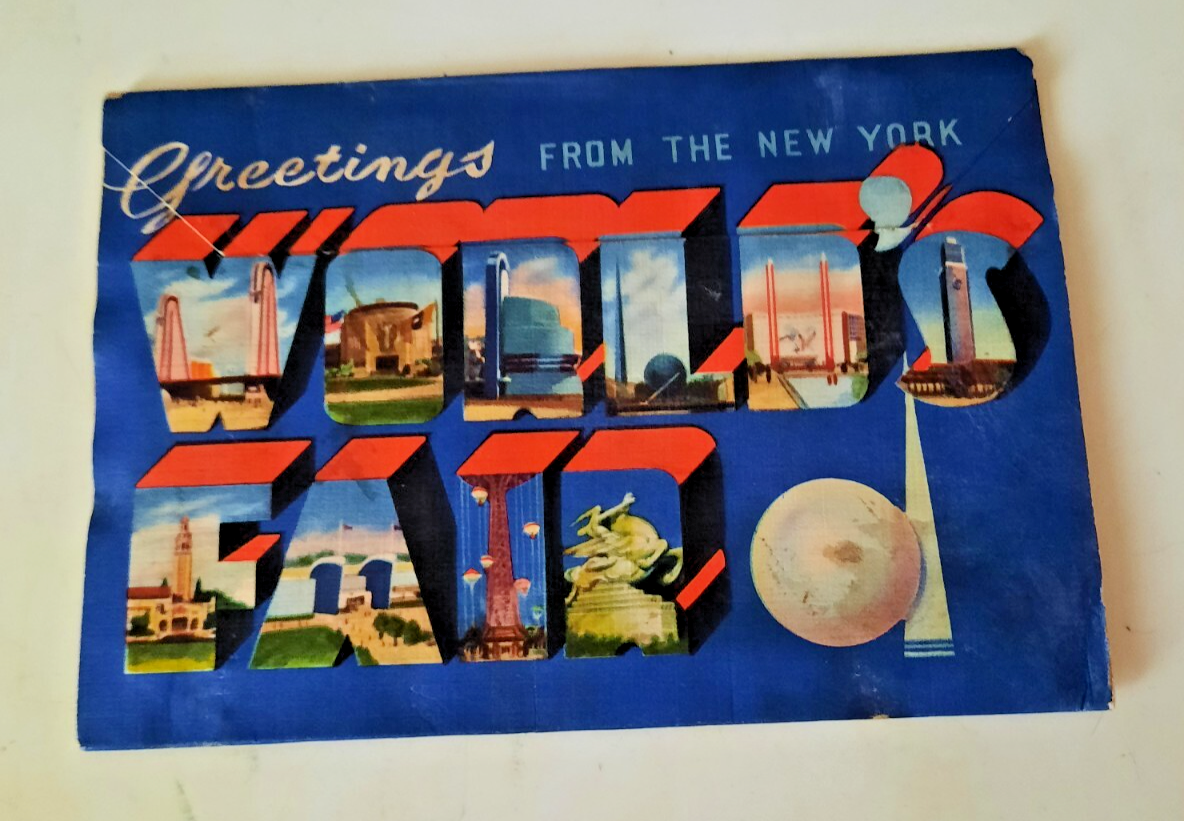 Greetings FROM THE NEW YORK
WORLD'S
FAIR